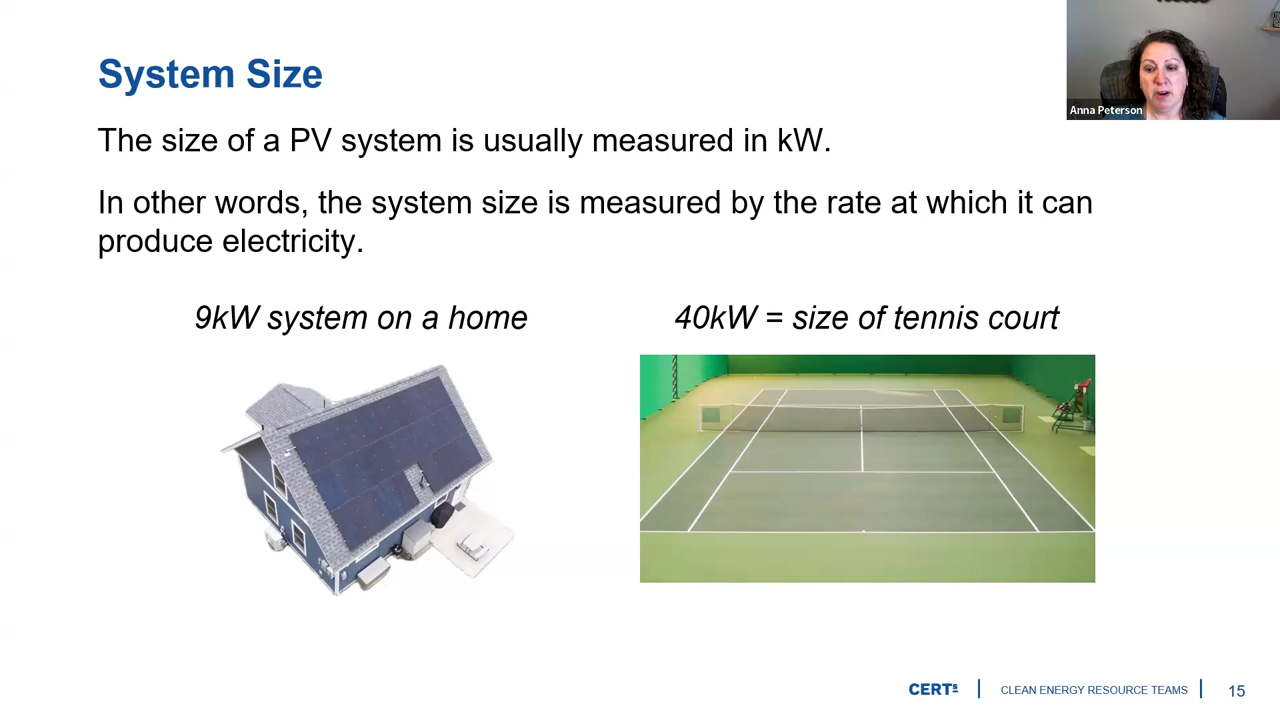 System Size
Anna Peterson
The size of a PV system is usually measured in kW.
In other words, the system size is measured by the rate at which it can
produce electricity.
9kW system on a home
40kW = size of tennis court
CERTs
CLEAN ENERGY RESOURCE TEAMS
15